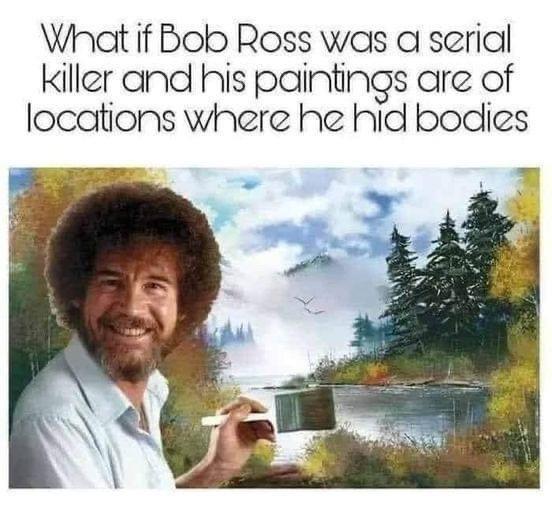 What if Bob Ross was a serial
killer and his paintings are of
locations where he hid bodies